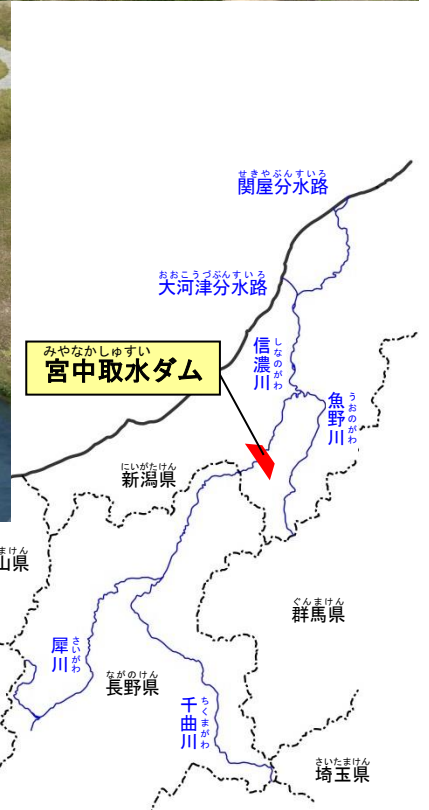 せきやぶんすいろ
関屋分水路
おおこうづぶんすいろ
大河津分水路
みやなかしゅすい
宮中取水ダム
しなのがわ
信濃川
うおのがわ
魚野川
にいがたけん
新潟県
まけん
山県
ぐんまけん
群馬県
さいがわ
犀川
ながのけん
長野県
ちくまがわ
千曲川
さいたまけん
埼玉県